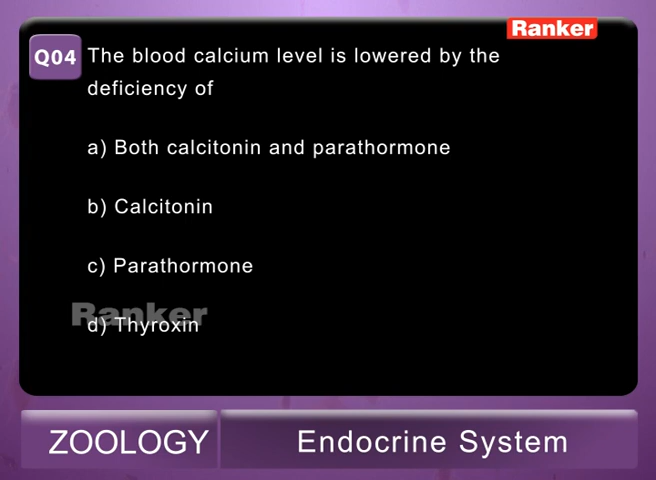 Ranker
Q04 The blood calcium level is lowered by the
deficiency of
a) Both calcitonin and parathormone
b) Calcitonin
c) Parathormone
Ranker
d) Thyroxin
ZOOLOGY Endocrine System